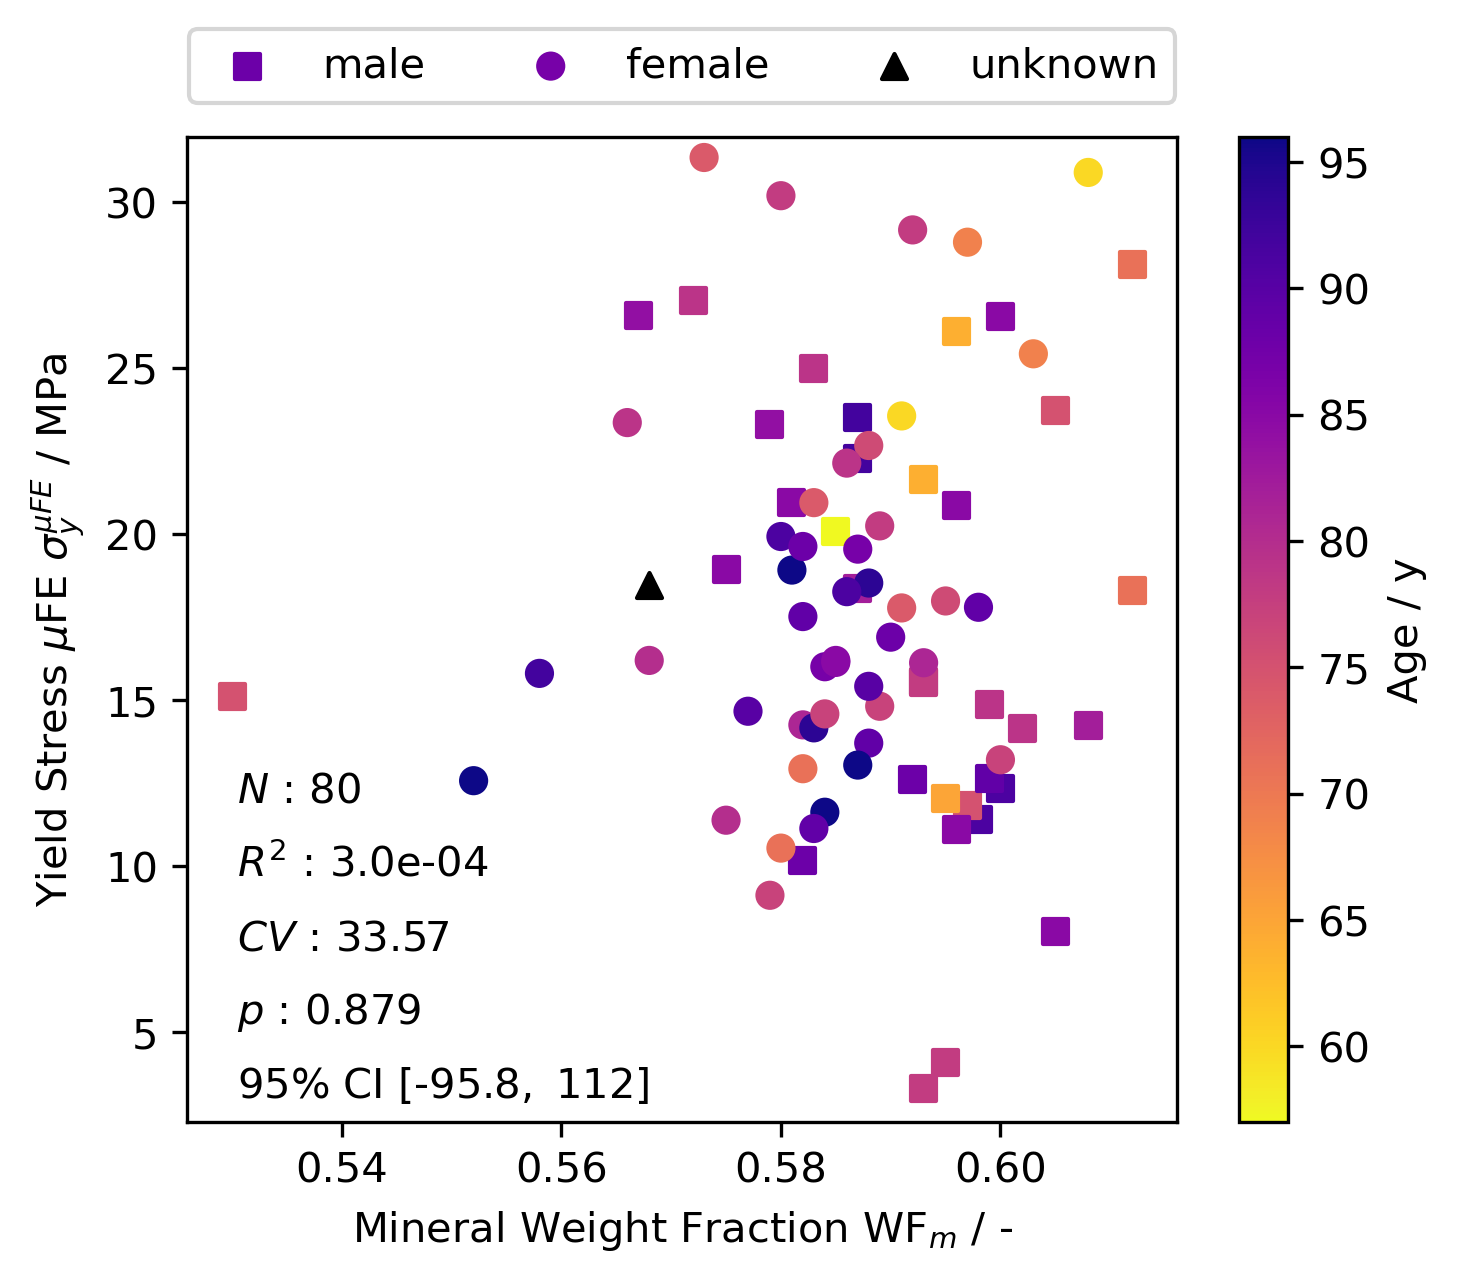 male female unknown
30
25
20
15
10
5
Yield Stress μFE σ_y^{μFE} / MPa
N : 80
R² : 3.0e-04
CV : 33.57
p : 0.879
95% CI [-95.8, 112]
0.54 0.56 0.58 0.60
Mineral Weight Fraction WF_m / -
95
90
85
80
75
70
65
60
Age / y